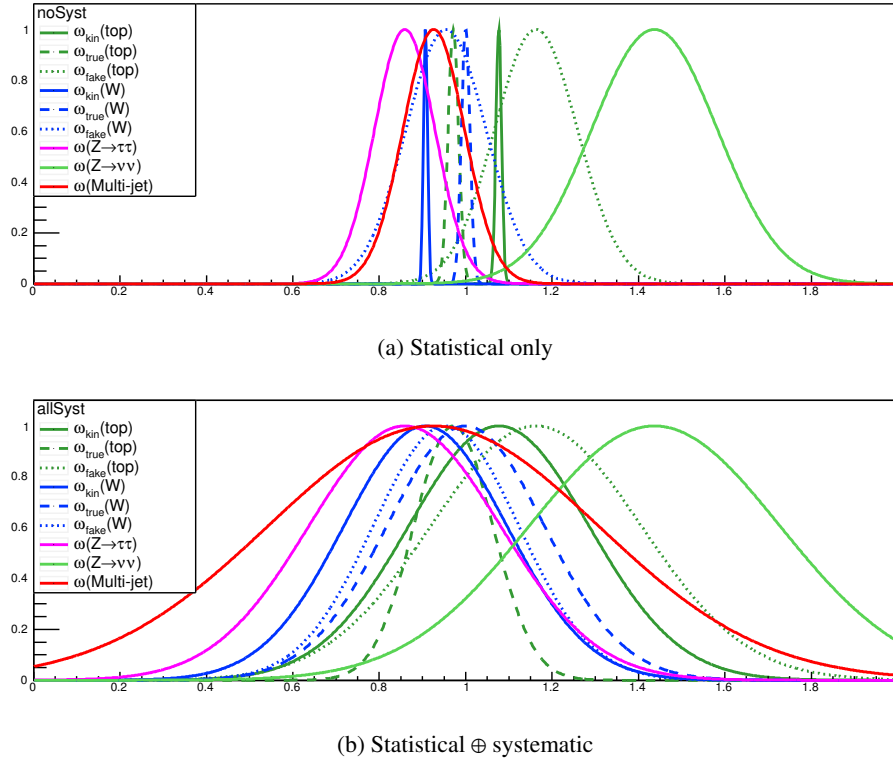 noSyst
ω_kin(top)
ω_true(top)
ω_fake(top)
ω_kin(W)
ω_true(W)
ω_fake(W)
ω(Z→ττ)
ω(Z→νν)
ω(Multi-jet)
1
0.8
0.6
0.4
0.2
0
0 0.2 0.4 0.6 0.8 1 1.2 1.4 1.6 1.8
(a) Statistical only
allSyst
ω_kin(top)
ω_true(top)
ω_fake(top)
ω_kin(W)
ω_true(W)
ω_fake(W)
ω(Z→ττ)
ω(Z→νν)
ω(Multi-jet)
1
0.8
0.6
0.4
0.2
0
0 0.2 0.4 0.6 0.8 1 1.2 1.4 1.6 1.8
(b) Statistical ⊕ systematic